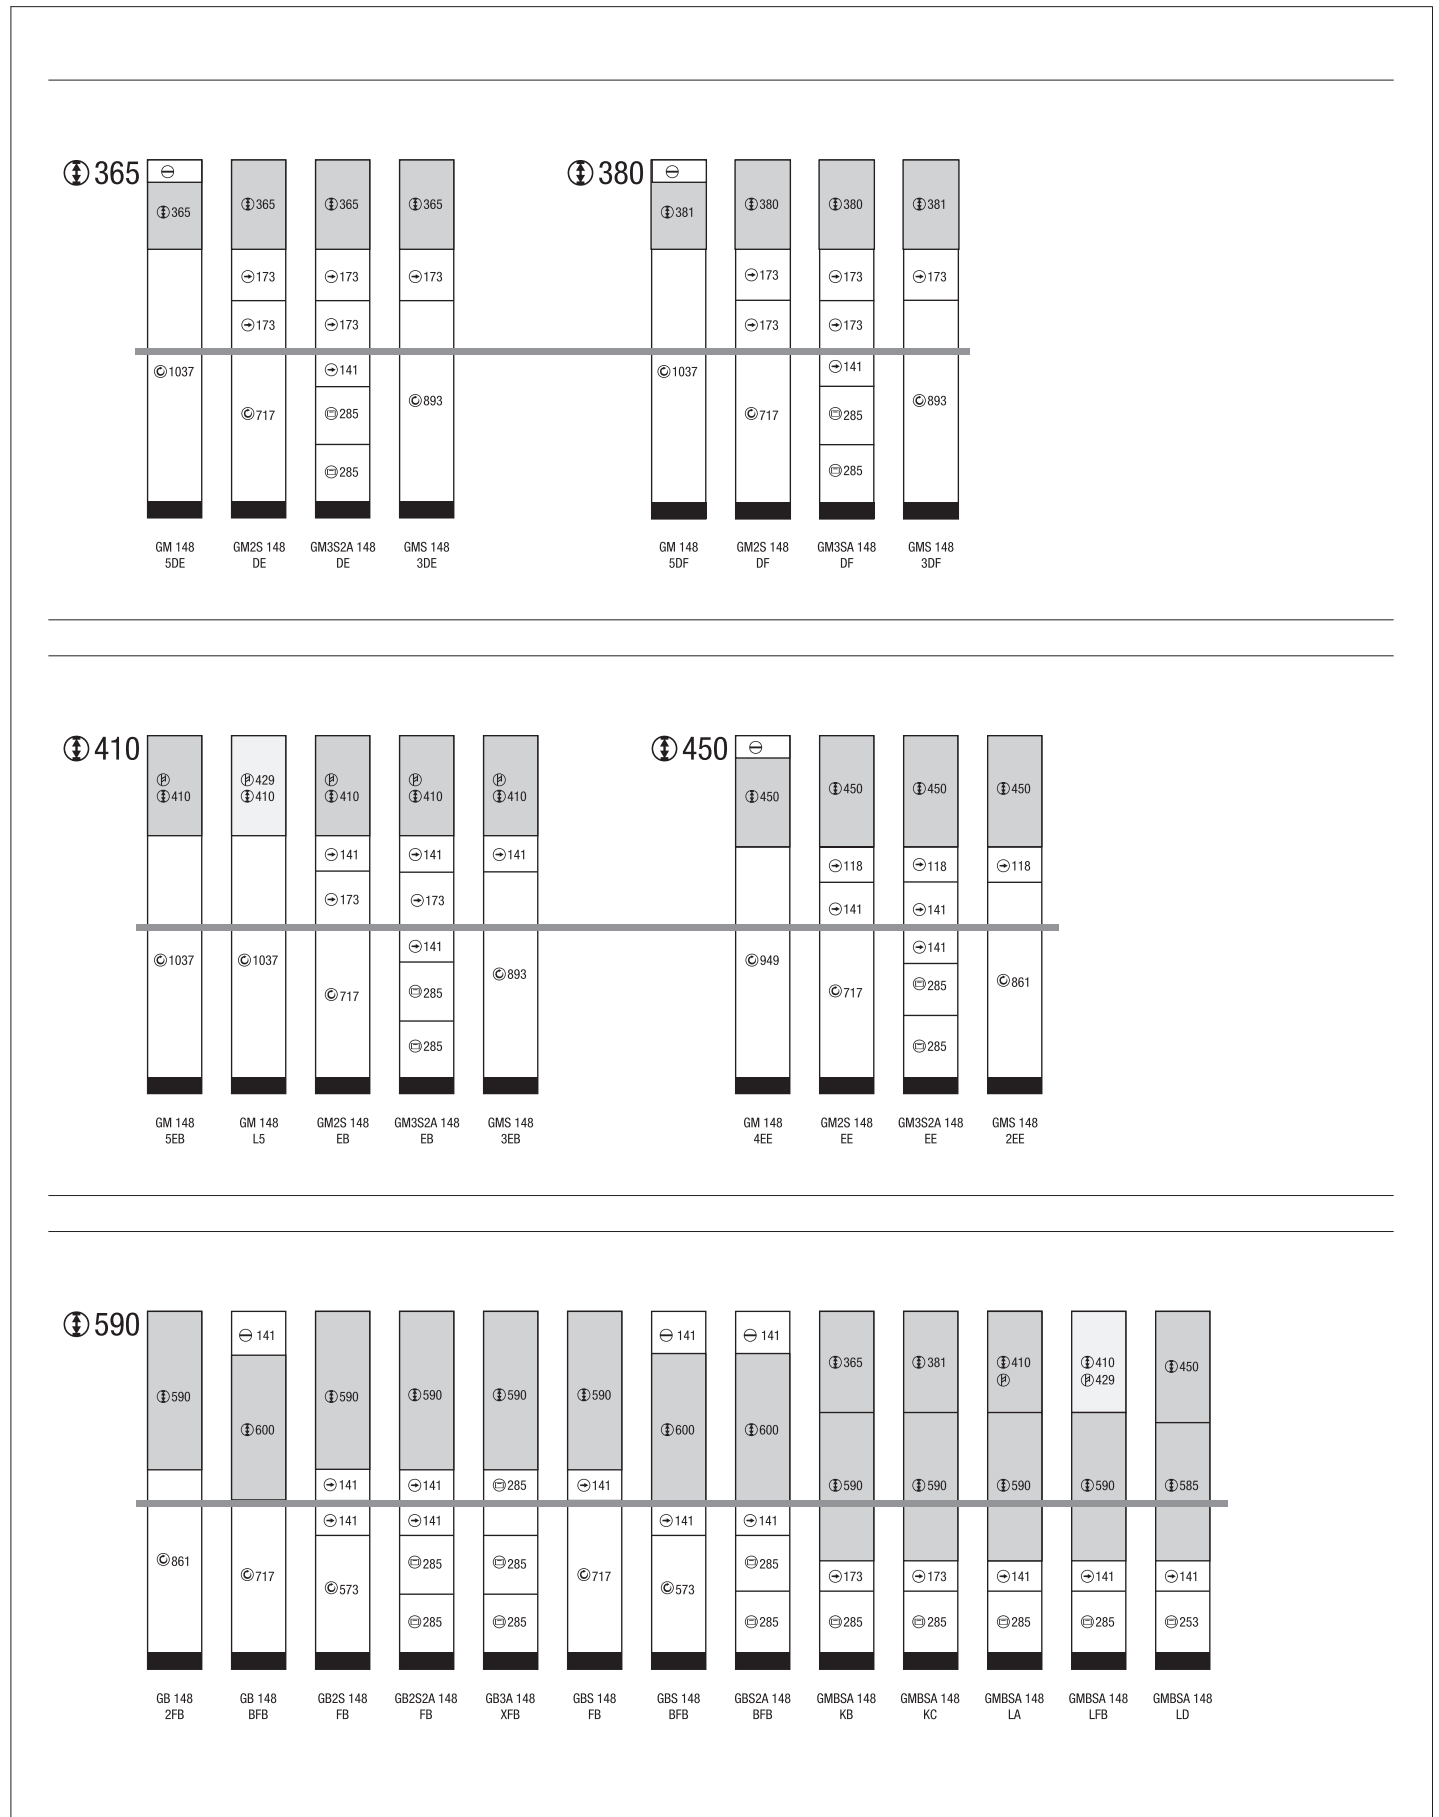 365
365
365
365
365
173
173
173
173
173
1037
141
717
285
893
285
GM 148
5DE
GM2S 148
DE
GM3S2A 148
DE
GMS 148
3DE
380
381
380
380
381
173
173
173
173
173
1037
141
717
285
893
285
GM 148
5DF
GM2S 148
DF
GM3SA 148
DF
GMS 148
3DF
410
410
429
410
410
410
410
141
141
141
173
173
141
1037
1037
717
285
893
285
GM 148
5EB
GM 148
L5
GM2S 148
EB
GM3S2A 148
EB
GMS 148
3EB
450
450
450
450
450
118
118
118
141
141
141
949
717
285
861
285
GM 148
4EE
GM2S 148
EE
GM3S2A 148
EE
GMS 148
2EE
590
590
861
GB 148
2FB
141
600
717
GB 148
BFB
590
141
141
573
GB2S 148
FB
590
141
141
285
285
GB2S2A 148
FB
590
285
285
285
GB3A 148
XFB
590
141
717
GBS 148
FB
141
600
141
573
GBS 148
BFB
141
600
141
285
285
GBS2A 148
BFB
365
590
173
285
GMBSA 148
KB
381
590
173
285
GMBSA 148
KC
410
590
141
285
GMBSA 148
LA
410
429
590
141
285
GMBSA 148
LFB
450
585
141
253
GMBSA 148
LD